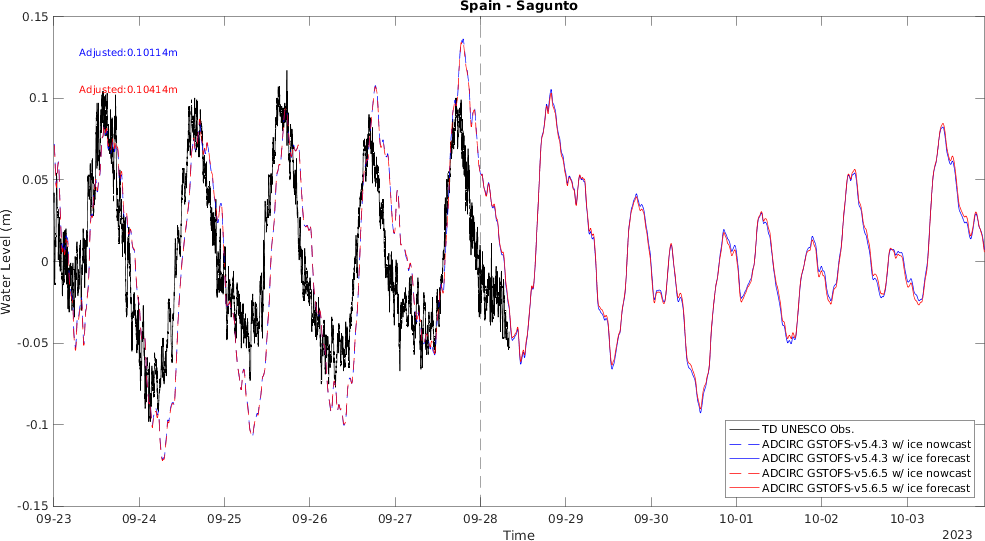 Spain - Sagunto
0.15
0.1
0.05
0
-0.05
-0.1
-0.15
Water Level (m)
Adjusted:0.10114m
Adjusted:0.10414m
TD UNESCO Obs.
ADCIRC GSTOFS-v5.4.3 w/ ice nowcast
ADCIRC GSTOFS-v5.4.3 w/ ice forecast
ADCIRC GSTOFS-v5.6.5 w/ ice nowcast
ADCIRC GSTOFS-v5.6.5 w/ ice forecast
09-23 09-24 09-25 09-26 09-27 09-28 09-29 09-30 10-01 10-02 10-03
Time
2023